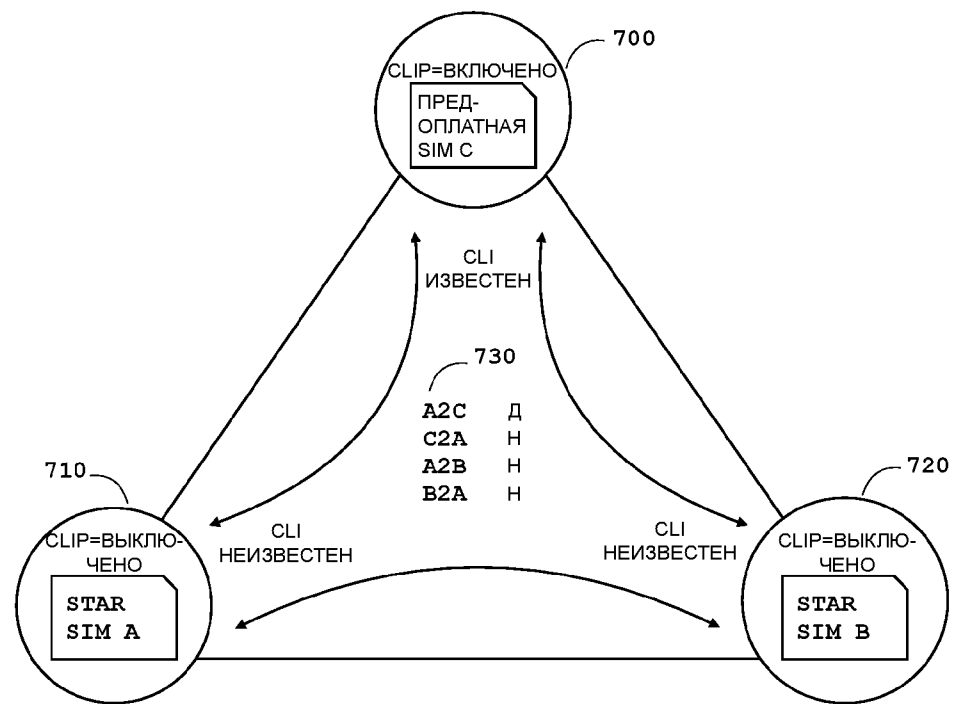 700
CLIP=ВКЛЮЧЕНО
ПРЕД-
ОПЛАТНАЯ
SIM C
CLI
ИЗВЕСТЕН
730
A2C Д
C2A Н
A2B Н
B2A Н
710
720
CLIP=ВЫКЛЮ-
ЧЕНО
STAR
SIM A
CLI
НЕИЗВЕСТЕН
CLI
НЕИЗВЕСТЕН
CLIP=ВЫКЛЮ-
ЧЕНО
STAR
SIM B